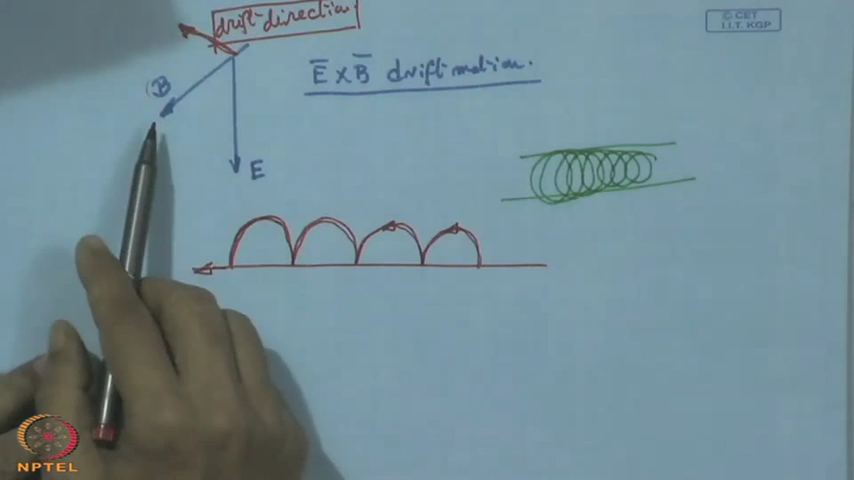 drift direction
© CET
I.I.T. KGP
E̅ x B̅ drift motion.
B
E
NPTEL